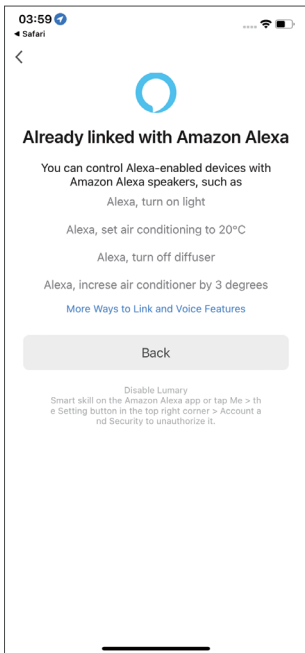 03:59
◀ Safari
Already linked with Amazon Alexa
You can control Alexa-enabled devices with
Amazon Alexa speakers, such as
Alexa, turn on light
Alexa, set air conditioning to 20°C
Alexa, turn off diffuser
Alexa, increse air conditioner by 3 degrees
More Ways to Link and Voice Features
Back
Disable Lumary
Smart skill on the Amazon Alexa app or tap Me > th
e Setting button in the top right corner > Account a
nd Security to unauthorize it.